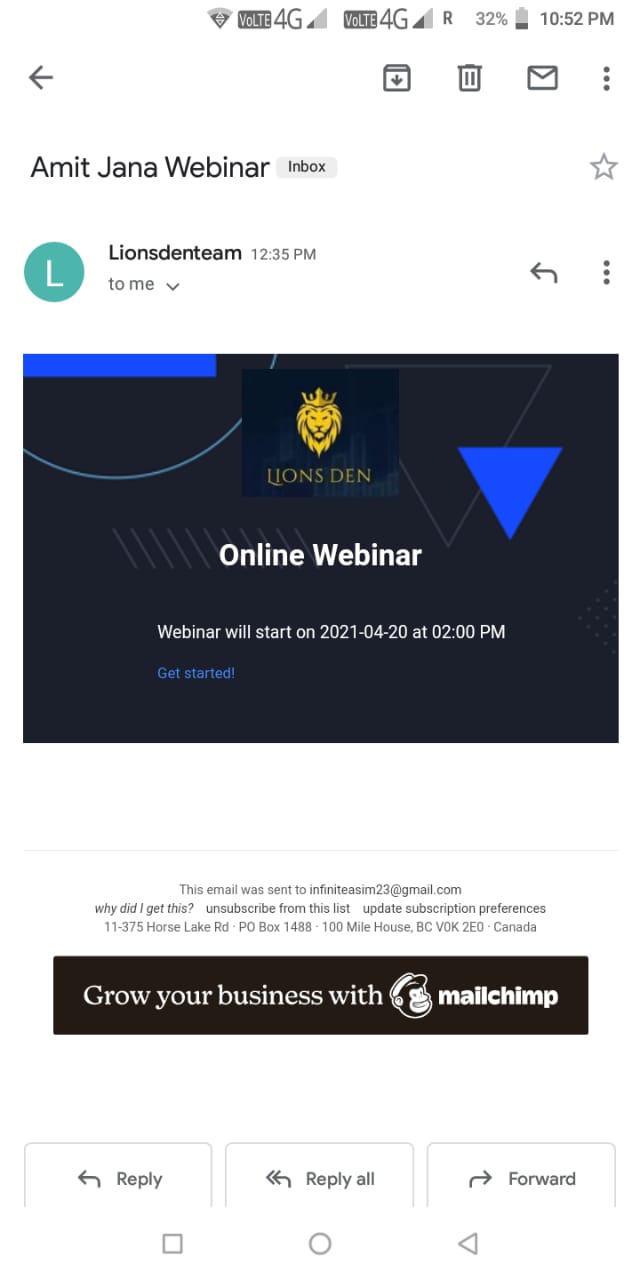 VoLTE 4G VoLTE 4G R 32% 10:52 PM
Amit Jana Webinar Inbox
L
Lionsdenteam 12:35 PM
to me
LIONS DEN
Online Webinar
Webinar will start on 2021-04-20 at 02:00 PM
Get started!
This email was sent to infiniteasim23@gmail.com
why did I get this? unsubscribe from this list update subscription preferences
11-375 Horse Lake Rd · PO Box 1488 · 100 Mile House, BC V0K 2E0 · Canada
Grow your business with mailchimp
Reply Reply all Forward